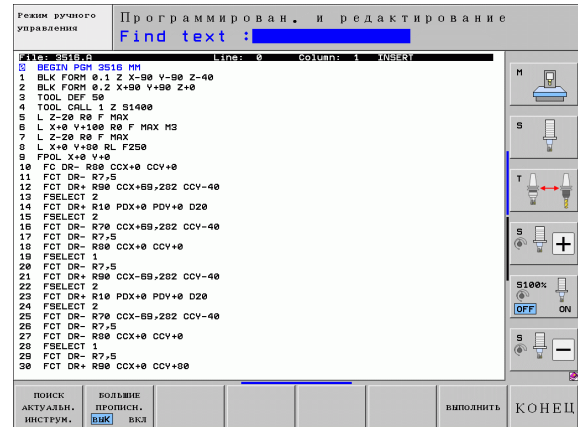 Режим ручного
управления
Программирован. и редактирование
Find text :
File: 3516.A Line: 0 Column: 1 INSERT
0 BEGIN PGM 3516 MM
1 BLK FORM 0.1 Z X-90 Y-90 Z-40
2 BLK FORM 0.2 X+90 Y+90 Z+0
3 TOOL DEF 50
4 TOOL CALL 1 Z S1400
5 L Z-20 R0 F MAX
6 L X+0 Y+100 R0 F MAX M3
7 L Z-20 R0 F MAX
8 L X+0 Y+80 RL F250
9 FPOL X+0 Y+0
10 FC DR- R80 CCX+0 CCY+0
11 FCT DR- R7,5
12 FCT DR+ R90 CCX+69,282 CCY-40
13 FSELECT 2
14 FCT DR+ R10 PDX+0 PDY+0 D20
15 FSELECT 2
16 FCT DR- R70 CCX+69,282 CCY-40
17 FCT DR- R7,5
18 FCT DR- R80 CCX+0 CCY+0
19 FSELECT 1
20 FCT DR- R7,5
21 FCT DR+ R90 CCX-69,282 CCY-40
22 FSELECT 2
23 FCT DR+ R10 PDX+0 PDY+0 D20
24 FSELECT 2
25 FCT DR- R70 CCX-69,282 CCY-40
26 FCT DR- R7,5
27 FCT DR- R80 CCX+0 CCY+0
28 FSELECT 1
29 FCT DR- R7,5
30 FCT DR+ R90 CCX+0 CCY+80
M
S
T
S
+
S100%
OFF ON
S
−
ПОИСК
АКТУАЛЬН.
ИНСТРУМ.
БОЛЬШИЕ
ПРОПИСН.
ВЫК ВКЛ
ВЫПОЛНИТЬ
КОНЕЦ